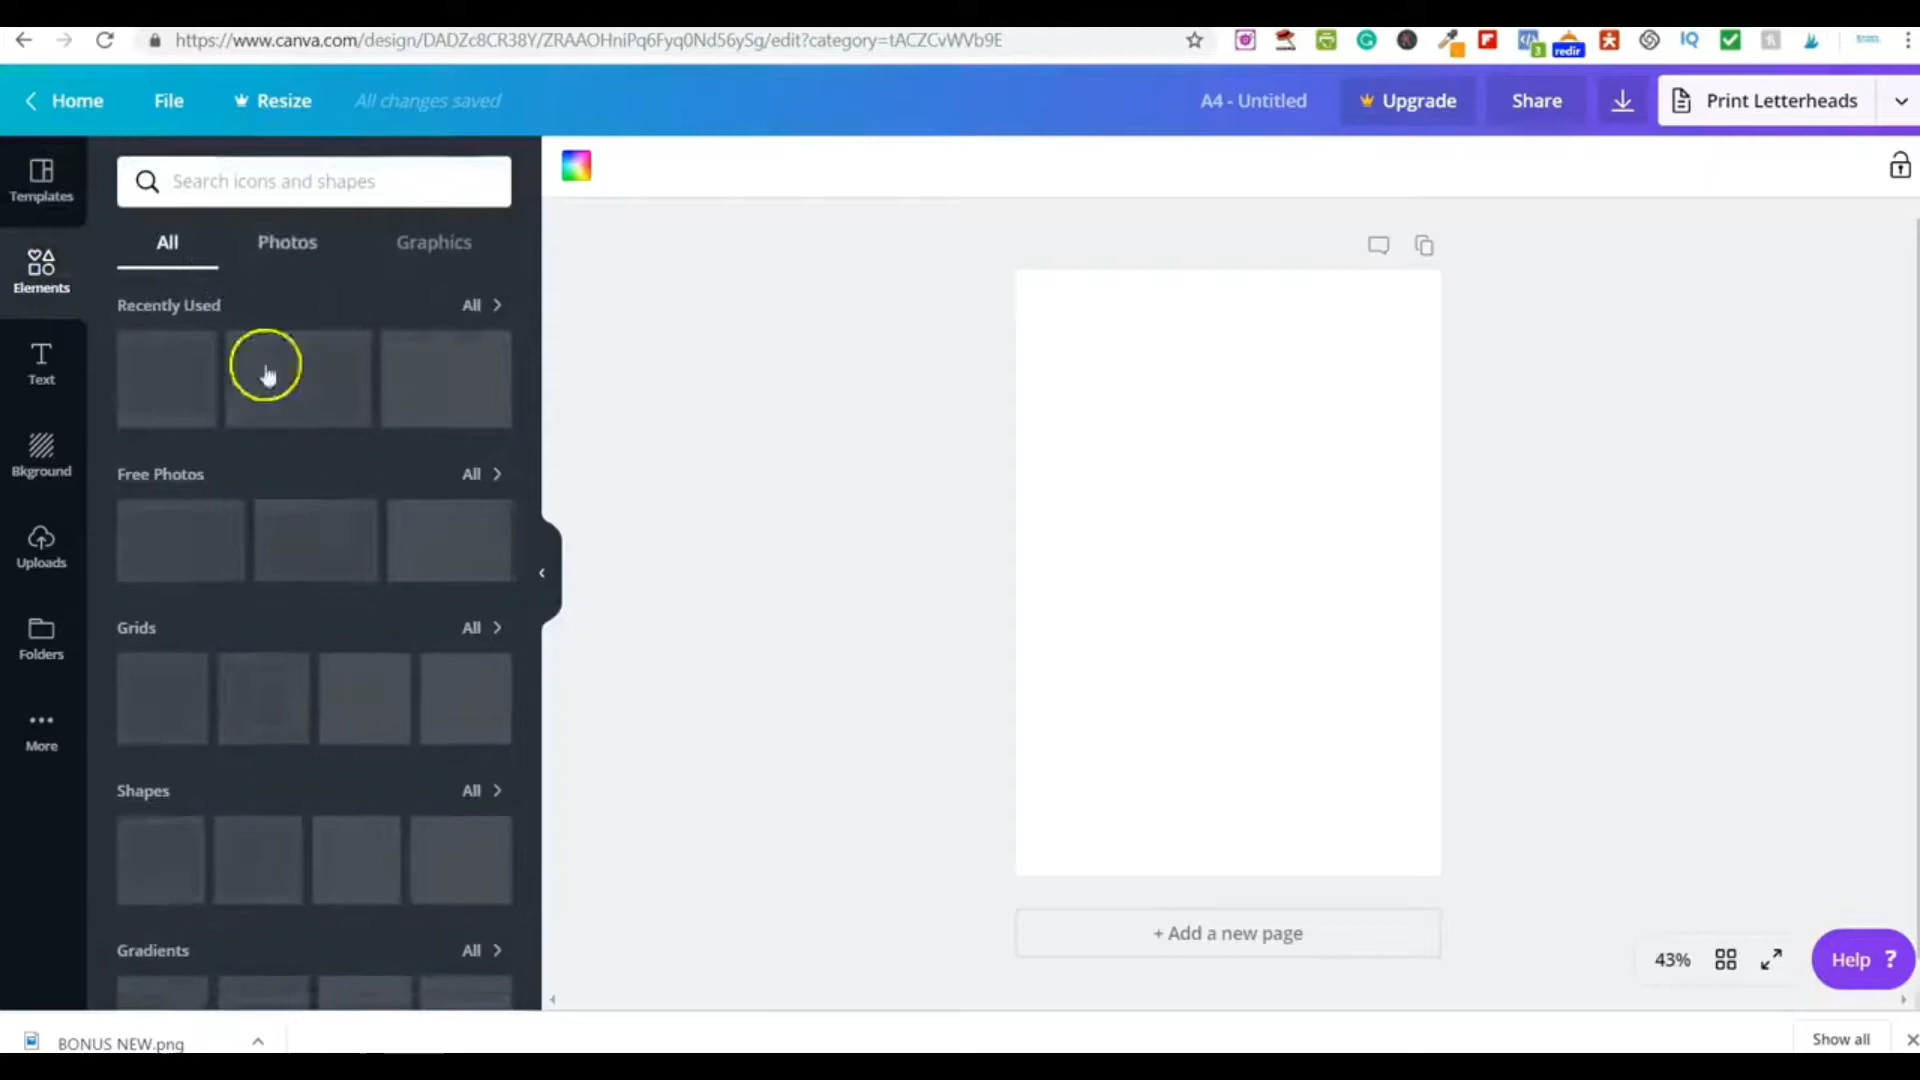 https://www.canva.com/design/DADZc8CR38Y/ZRAAOHniPq6Fyq0Nd56ySg/edit?category=tACZCvWVb9E
IQ
3
redir
Home
File
Resize
All changes saved
A4 - Untitled
Upgrade
Share
Print Letterheads
Templates
Elements
Text
Bkground
Uploads
Folders
More
Search icons and shapes
All
Photos
Graphics
Recently Used
All
Free Photos
All
Grids
All
Shapes
All
Gradients
All
+ Add a new page
43%
Help ?
BONUS NEW.png
Show all